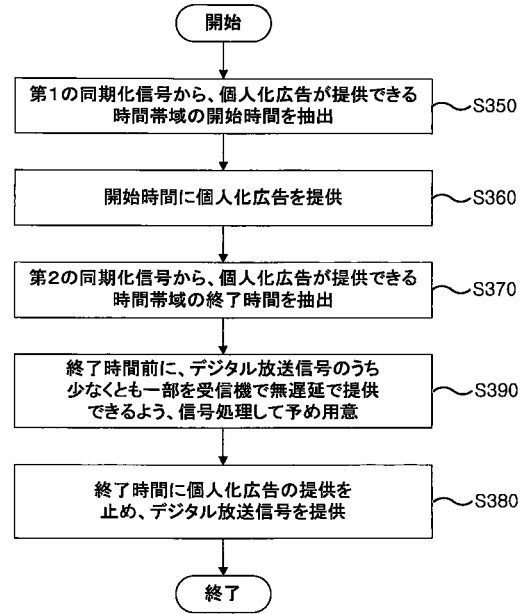 開始
第1の同期化信号から、個人化広告が提供できる
時間帯域の開始時間を抽出
S350
開始時間に個人化広告を提供
S360
第2の同期化信号から、個人化広告が提供できる
時間帯域の終了時間を抽出
S370
終了時間前に、デジタル放送信号のうち
少なくとも一部を受信機で無遅延で提供
できるよう、信号処理して予め用意
S390
終了時間に個人化広告の提供を
止め、デジタル放送信号を提供
S380
終了